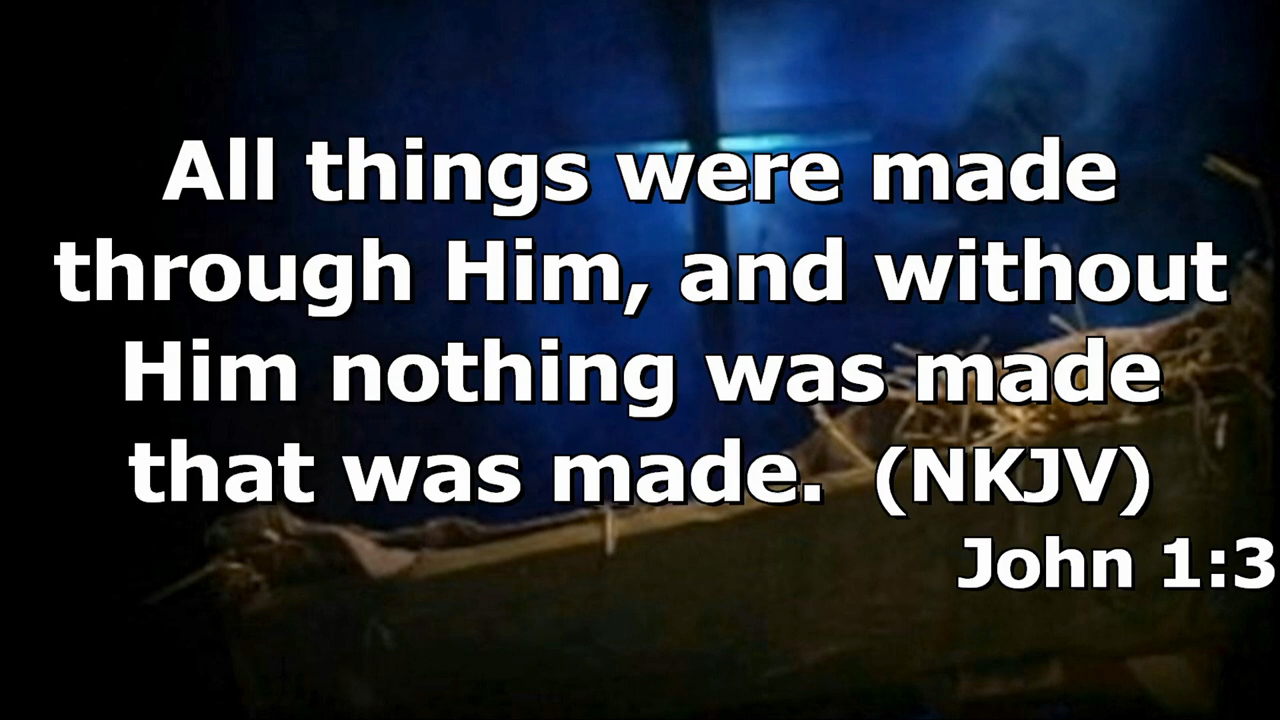 All things were made
through Him, and without
Him nothing was made
that was made.  (NKJV)
John 1:3